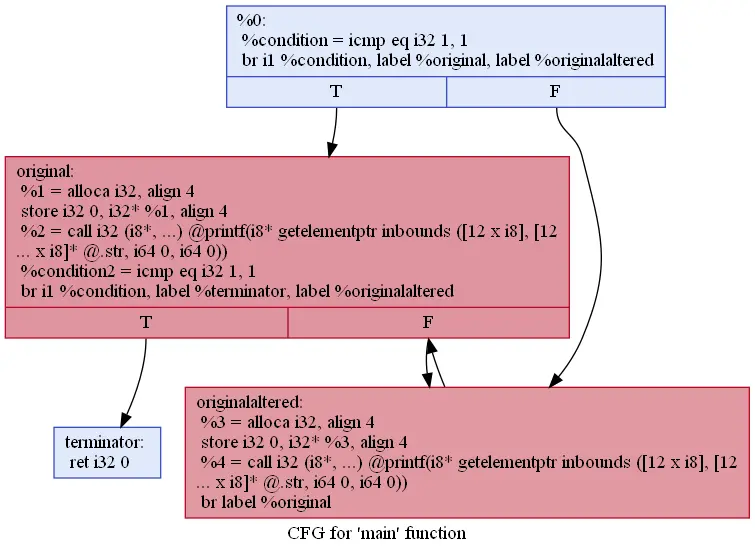 %0:
%condition = icmp eq i32 1, 1
br i1 %condition, label %original, label %originalaltered
T
F
original:
%1 = alloca i32, align 4
store i32 0, i32* %1, align 4
%2 = call i32 (i8*, ...) @printf(i8* getelementptr inbounds ([12 x i8], [12
... x i8]* @.str, i64 0, i64 0))
%condition2 = icmp eq i32 1, 1
br i1 %condition, label %terminator, label %originalaltered
T
F
terminator:
ret i32 0
originalaltered:
%3 = alloca i32, align 4
store i32 0, i32* %3, align 4
%4 = call i32 (i8*, ...) @printf(i8* getelementptr inbounds ([12 x i8], [12
... x i8]* @.str, i64 0, i64 0))
br label %original
CFG for 'main' function